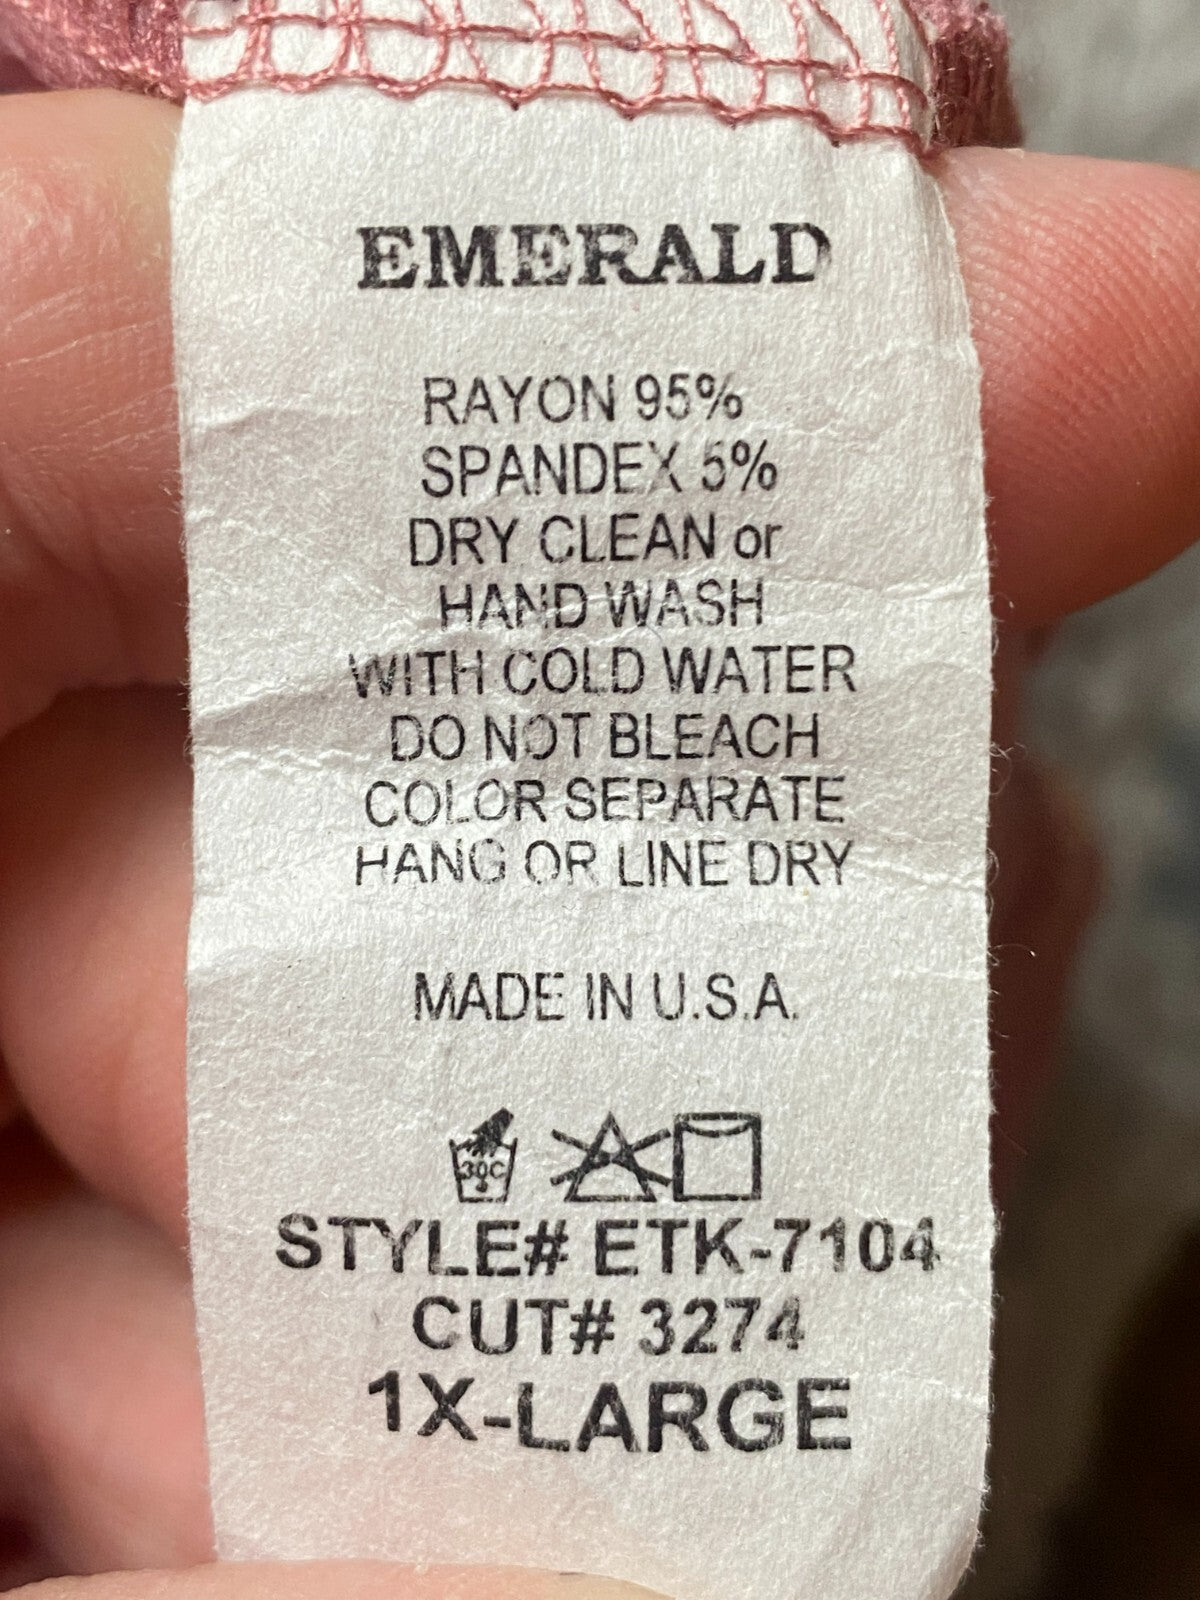 EMERALD
RAYON 95%
SPANDEX 5%
DRY CLEAN or
HAND WASH
WITH COLD WATER
DO NOT BLEACH
COLOR SEPARATE
HANG OR LINE DRY
MADE IN U.S.A.
30C
STYLE# ETK-7104
CUT# 3274
1X-LARGE